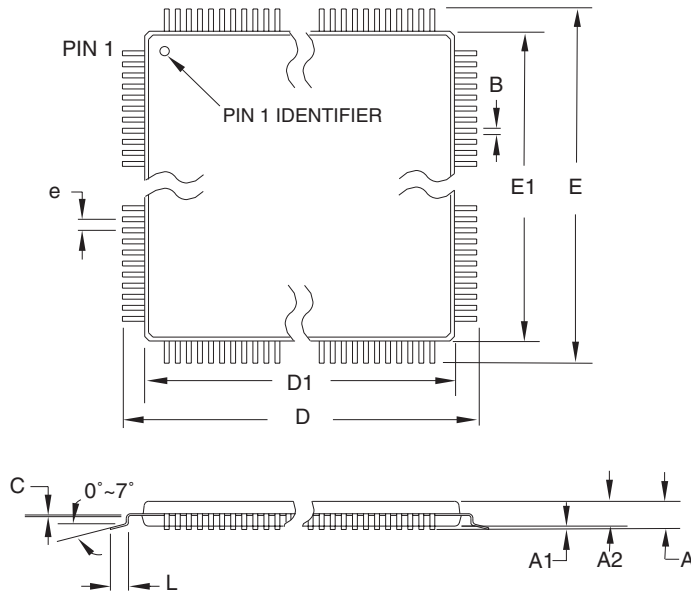 PIN 1
PIN 1 IDENTIFIER
B
e
E1
E
D1
D
C
0°~7°
L
A1
A2
A